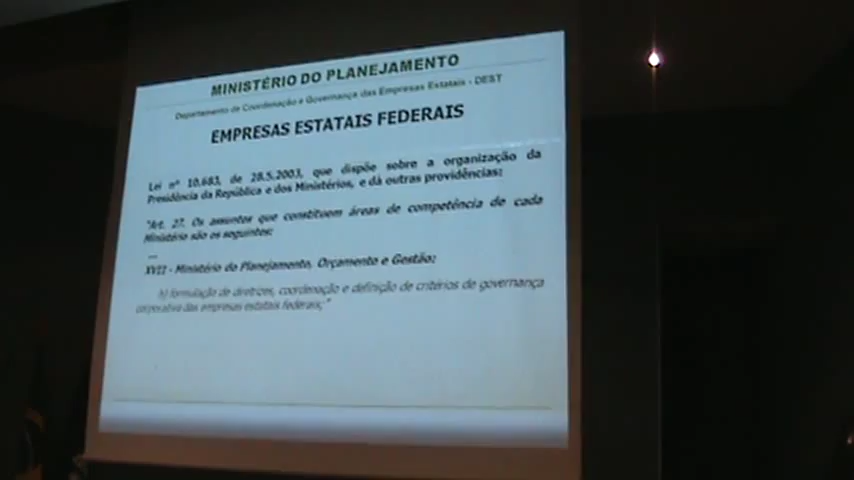 MINISTÉRIO DO PLANEJAMENTO
Departamento de Coordenação e Governança das Empresas Estatais - DEST
EMPRESAS ESTATAIS FEDERAIS
Lei nº 10.683, de 28.5.2003, que dispõe sobre a organização da
Presidência da República e dos Ministérios, e dá outras providências:
"Art. 27. Os assuntos que constituem áreas de competência de cada
Ministério são os seguintes:
...
XVII - Ministério do Planejamento, Orçamento e Gestão:
h) formulação de diretrizes, coordenação e definição de critérios de governança
corporativa das empresas estatais federais;"